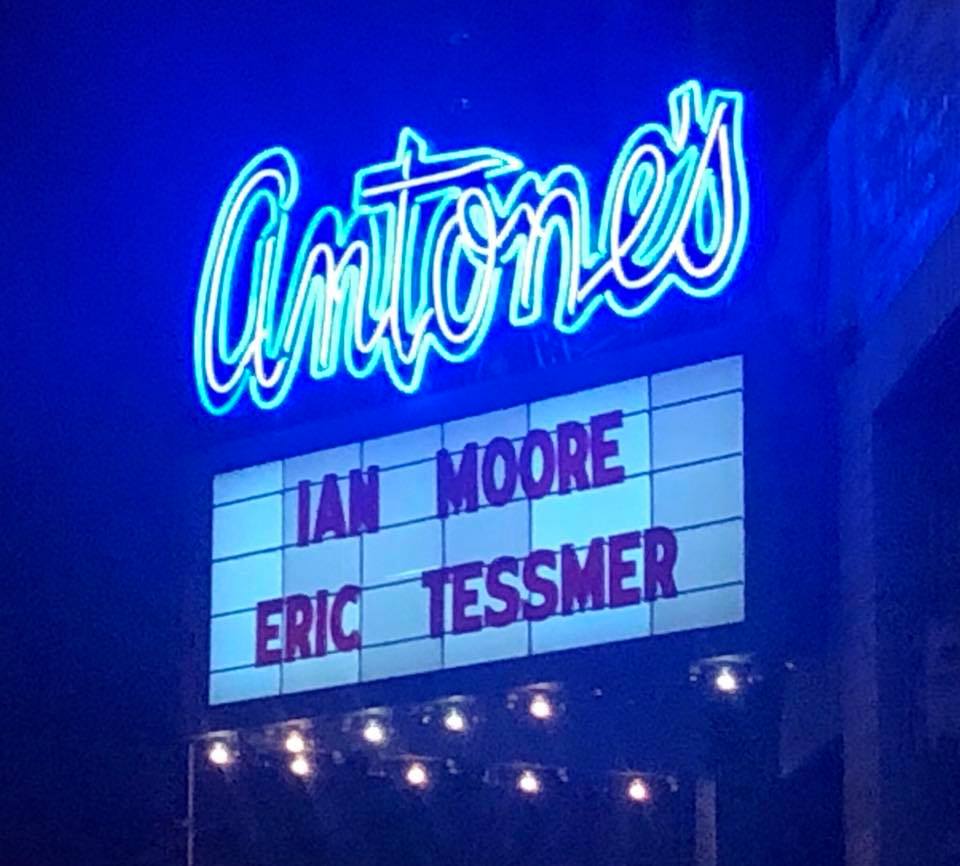 Antone's
IAN MOORE
ERIC TESSMER